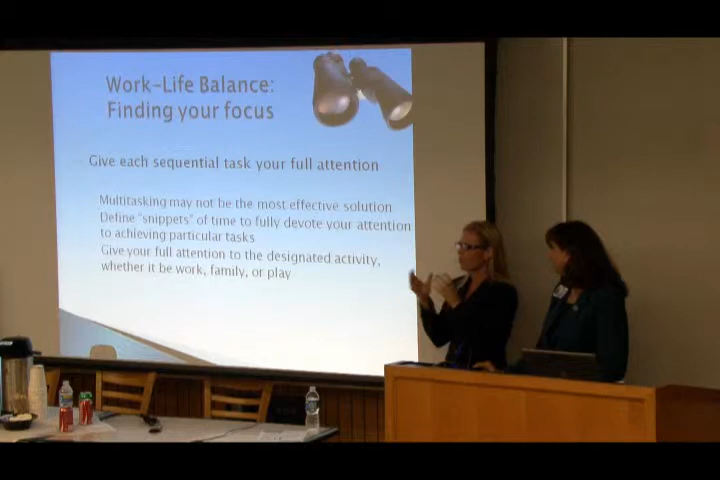 Work-Life Balance:
Finding your focus
Give each sequential task your full attention
Multitasking may not be the most effective solution
Define "snippets" of time to fully devote your attention
to achieving particular tasks
Give your full attention to the designated activity,
whether it be work, family, or play